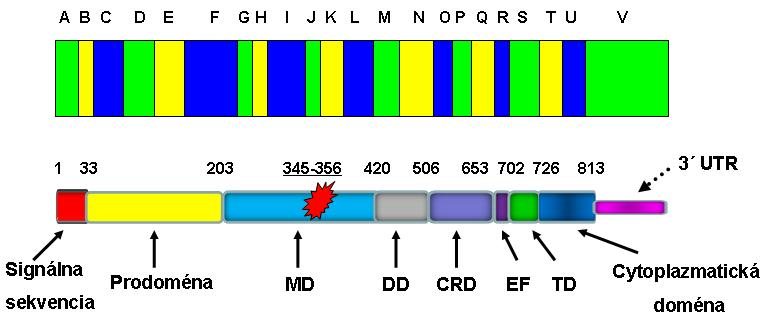 A B C D E F G H I J K L M N O P Q R S T U V
1 33 203 345-356 420 506 653 702 726 813 3´ UTR
Signálna
sekvencia
Prodoména
MD
DD
CRD
EF
TD
Cytoplazmatická
doména